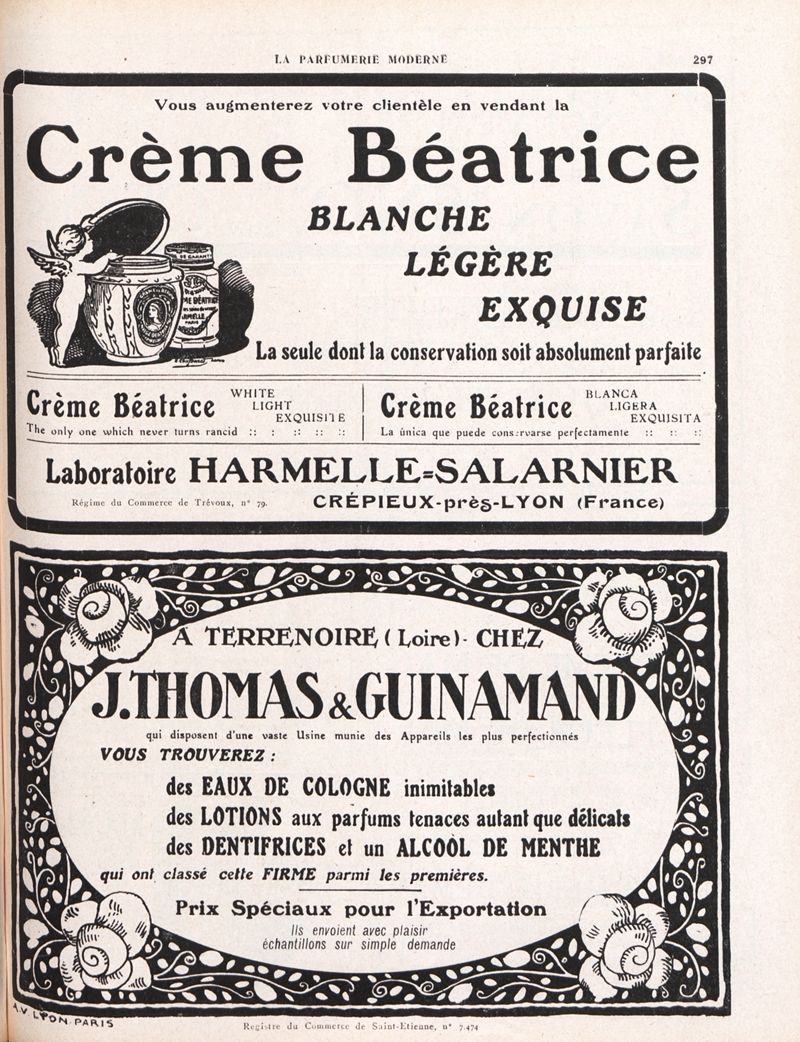 LA PARFUMERIE MODERNE 297
Vous augmenterez votre clientèle en vendant la
Crème Béatrice
BLANCHE
LÉGÈRE
EXQUISE
La seule dont la conservation soit absolument parfaite
Crème Béatrice WHITE
LIGHT
EXQUISITE
The only one which never turns rancid :: : :: :: ::
Crème Béatrice BLANCA
LIGERA
EXQUISITA
La única que puede conservarse perfectamente :: :: ::
Laboratoire HARMELLE=SALARNIER
Régime du Commerce de Trévoux, n° 79.
CRÉPIEUX-près-LYON (France)
A TERRENOIRE (Loire)- CHEZ
J.THOMAS & GUINAMAND
qui disposent d'une vaste Usine munie des Appareils les plus perfectionnés
VOUS TROUVEREZ :
des EAUX DE COLOGNE inimitables
des LOTIONS aux parfums tenaces autant que délicats
des DENTIFRICES et un ALCOOL DE MENTHE
qui ont classé cette FIRME parmi les premières.
Prix Spéciaux pour l'Exportation
Ils envoient avec plaisir
échantillons sur simple demande
A.V. LYON-PARIS
Registre du Commerce de Saint-Etienne, n° 7.474